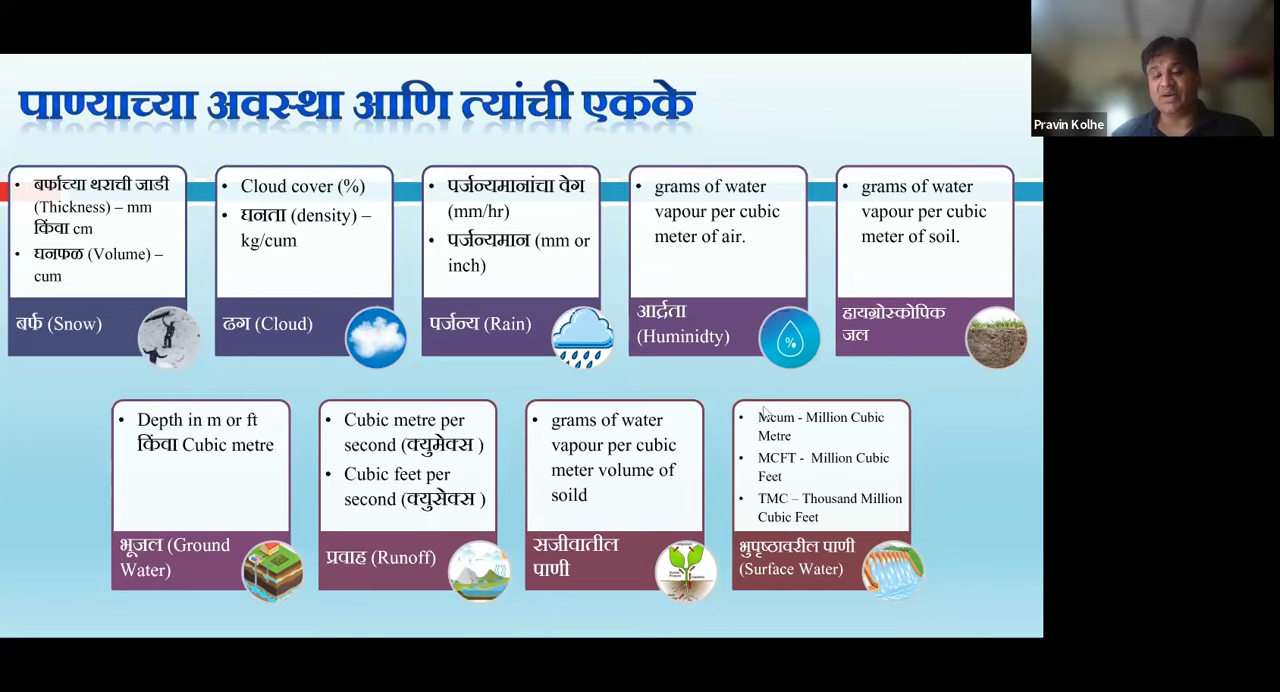 पाण्याच्या अवस्था आणि त्यांची एकके
Pravin Kolhe
• बर्फाच्या थराची जाडी
(Thickness) – mm
किंवा cm
• घनफळ (Volume) –
cum
बर्फ (Snow)
• Cloud cover (%)
• घनता (density) –
kg/cum
ढग (Cloud)
• पर्जन्यमानांचा वेग
(mm/hr)
• पर्जन्यमान (mm or
inch)
पर्जन्य (Rain)
• grams of water
vapour per cubic
meter of air.
आर्द्रता
(Huminidty)
%
• grams of water
vapour per cubic
meter of soil.
हायग्रोस्कोपिक
जल
• Depth in m or ft
किंवा Cubic metre
भूजल (Ground
Water)
• Cubic metre per
second (क्युमेक्स )
• Cubic feet per
second (क्युसेक्स )
प्रवाह (Runoff)
• grams of water
vapour per cubic
meter volume of
soild
सजीवातील
पाणी
• Mcum - Million Cubic
Metre
• MCFT - Million Cubic
Feet
• TMC – Thousand Million
Cubic Feet
भुपृष्ठावरील पाणी
(Surface Water)